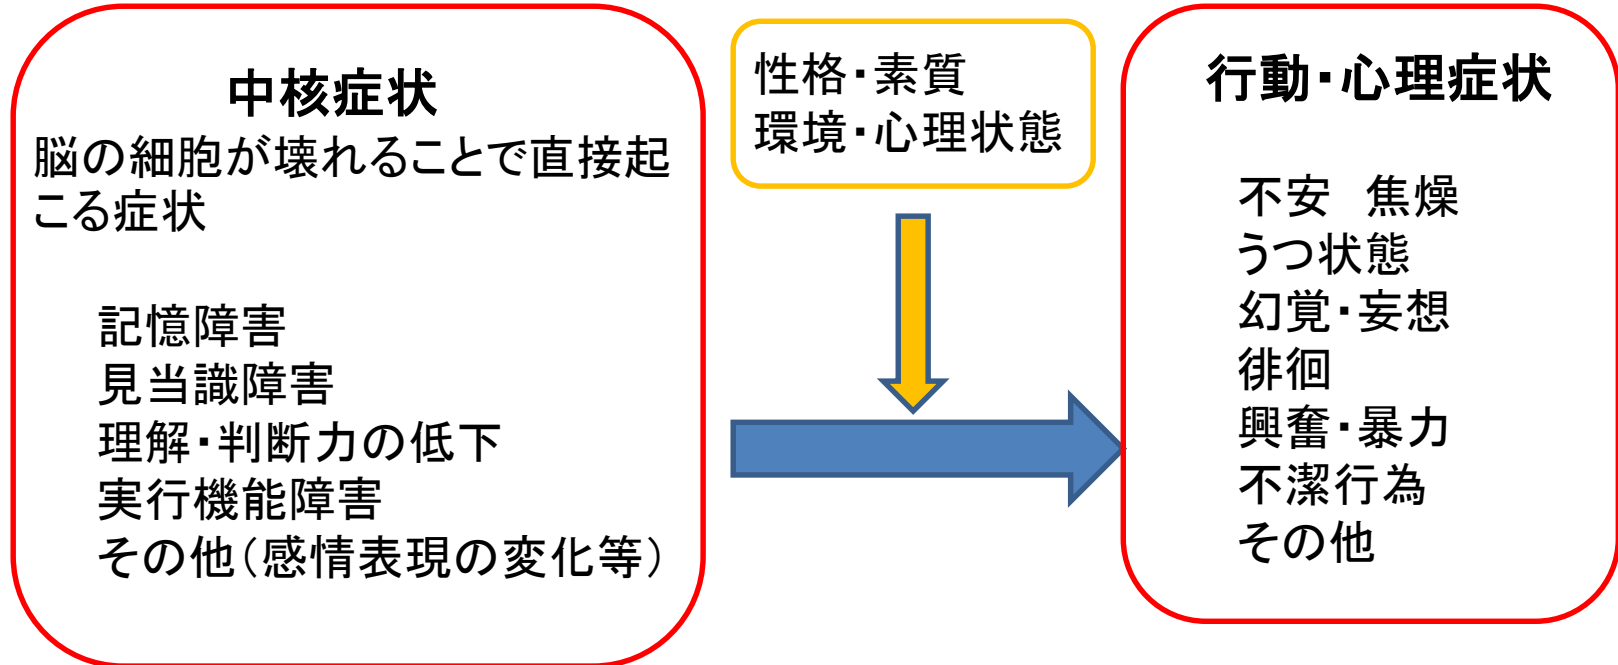 中核症状
脳の細胞が壊れることで直接起
こる症状
記憶障害
見当識障害
理解・判断力の低下
実行機能障害
その他(感情表現の変化等)
性格・素質
環境・心理状態
行動・心理症状
不安　焦燥
うつ状態
幻覚・妄想
徘徊
興奮・暴力
不潔行為
その他